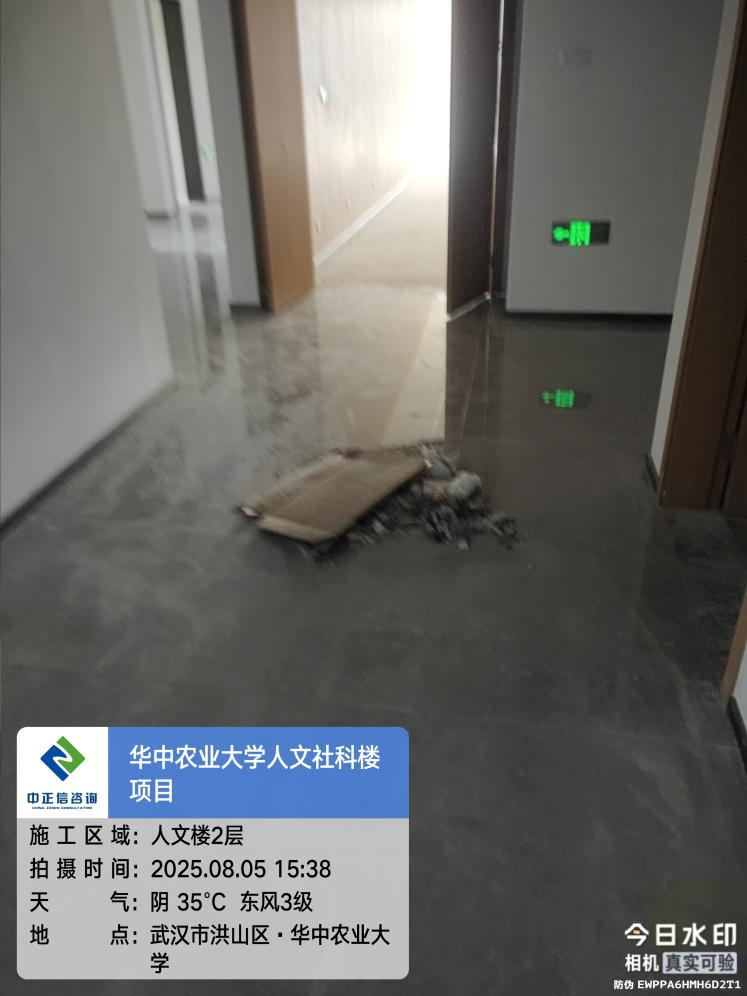 华中农业大学人文社科楼
项目
中正信咨询
施工区域：人文楼2层
拍摄时间：2025.08.05 15:38
天气：阴 35℃ 东风3级
地点：武汉市洪山区·华中农业大
学
今日水印
相机 真实可验
防伪 EWPPA6HMH6D2T1